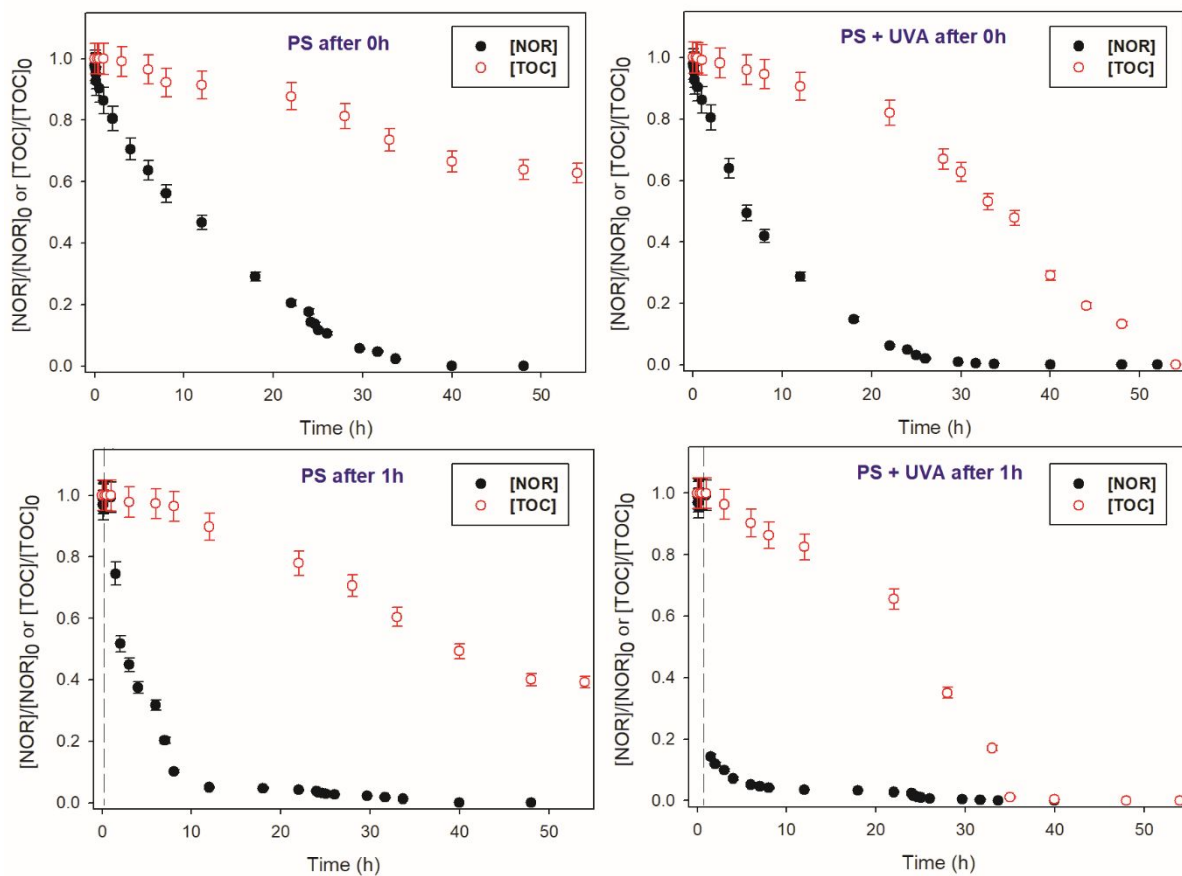 PS after 0h
[NOR]
[TOC]
[NOR]/[NOR]0 or [TOC]/[TOC]0
1.0
0.8
0.6
0.4
0.2
0.0
0 10 20 30 40 50
Time (h)
PS + UVA after 0h
[NOR]
[TOC]
[NOR]/[NOR]0 or [TOC]/[TOC]0
1.0
0.8
0.6
0.4
0.2
0.0
0 10 20 30 40 50
Time (h)
PS after 1h
[NOR]
[TOC]
[NOR]/[NOR]0 or [TOC]/[TOC]0
1.0
0.8
0.6
0.4
0.2
0.0
0 10 20 30 40 50
Time (h)
PS + UVA after 1h
[NOR]
[TOC]
[NOR]/[NOR]0 or [TOC]/[TOC]0
1.0
0.8
0.6
0.4
0.2
0.0
0 10 20 30 40 50
Time (h)